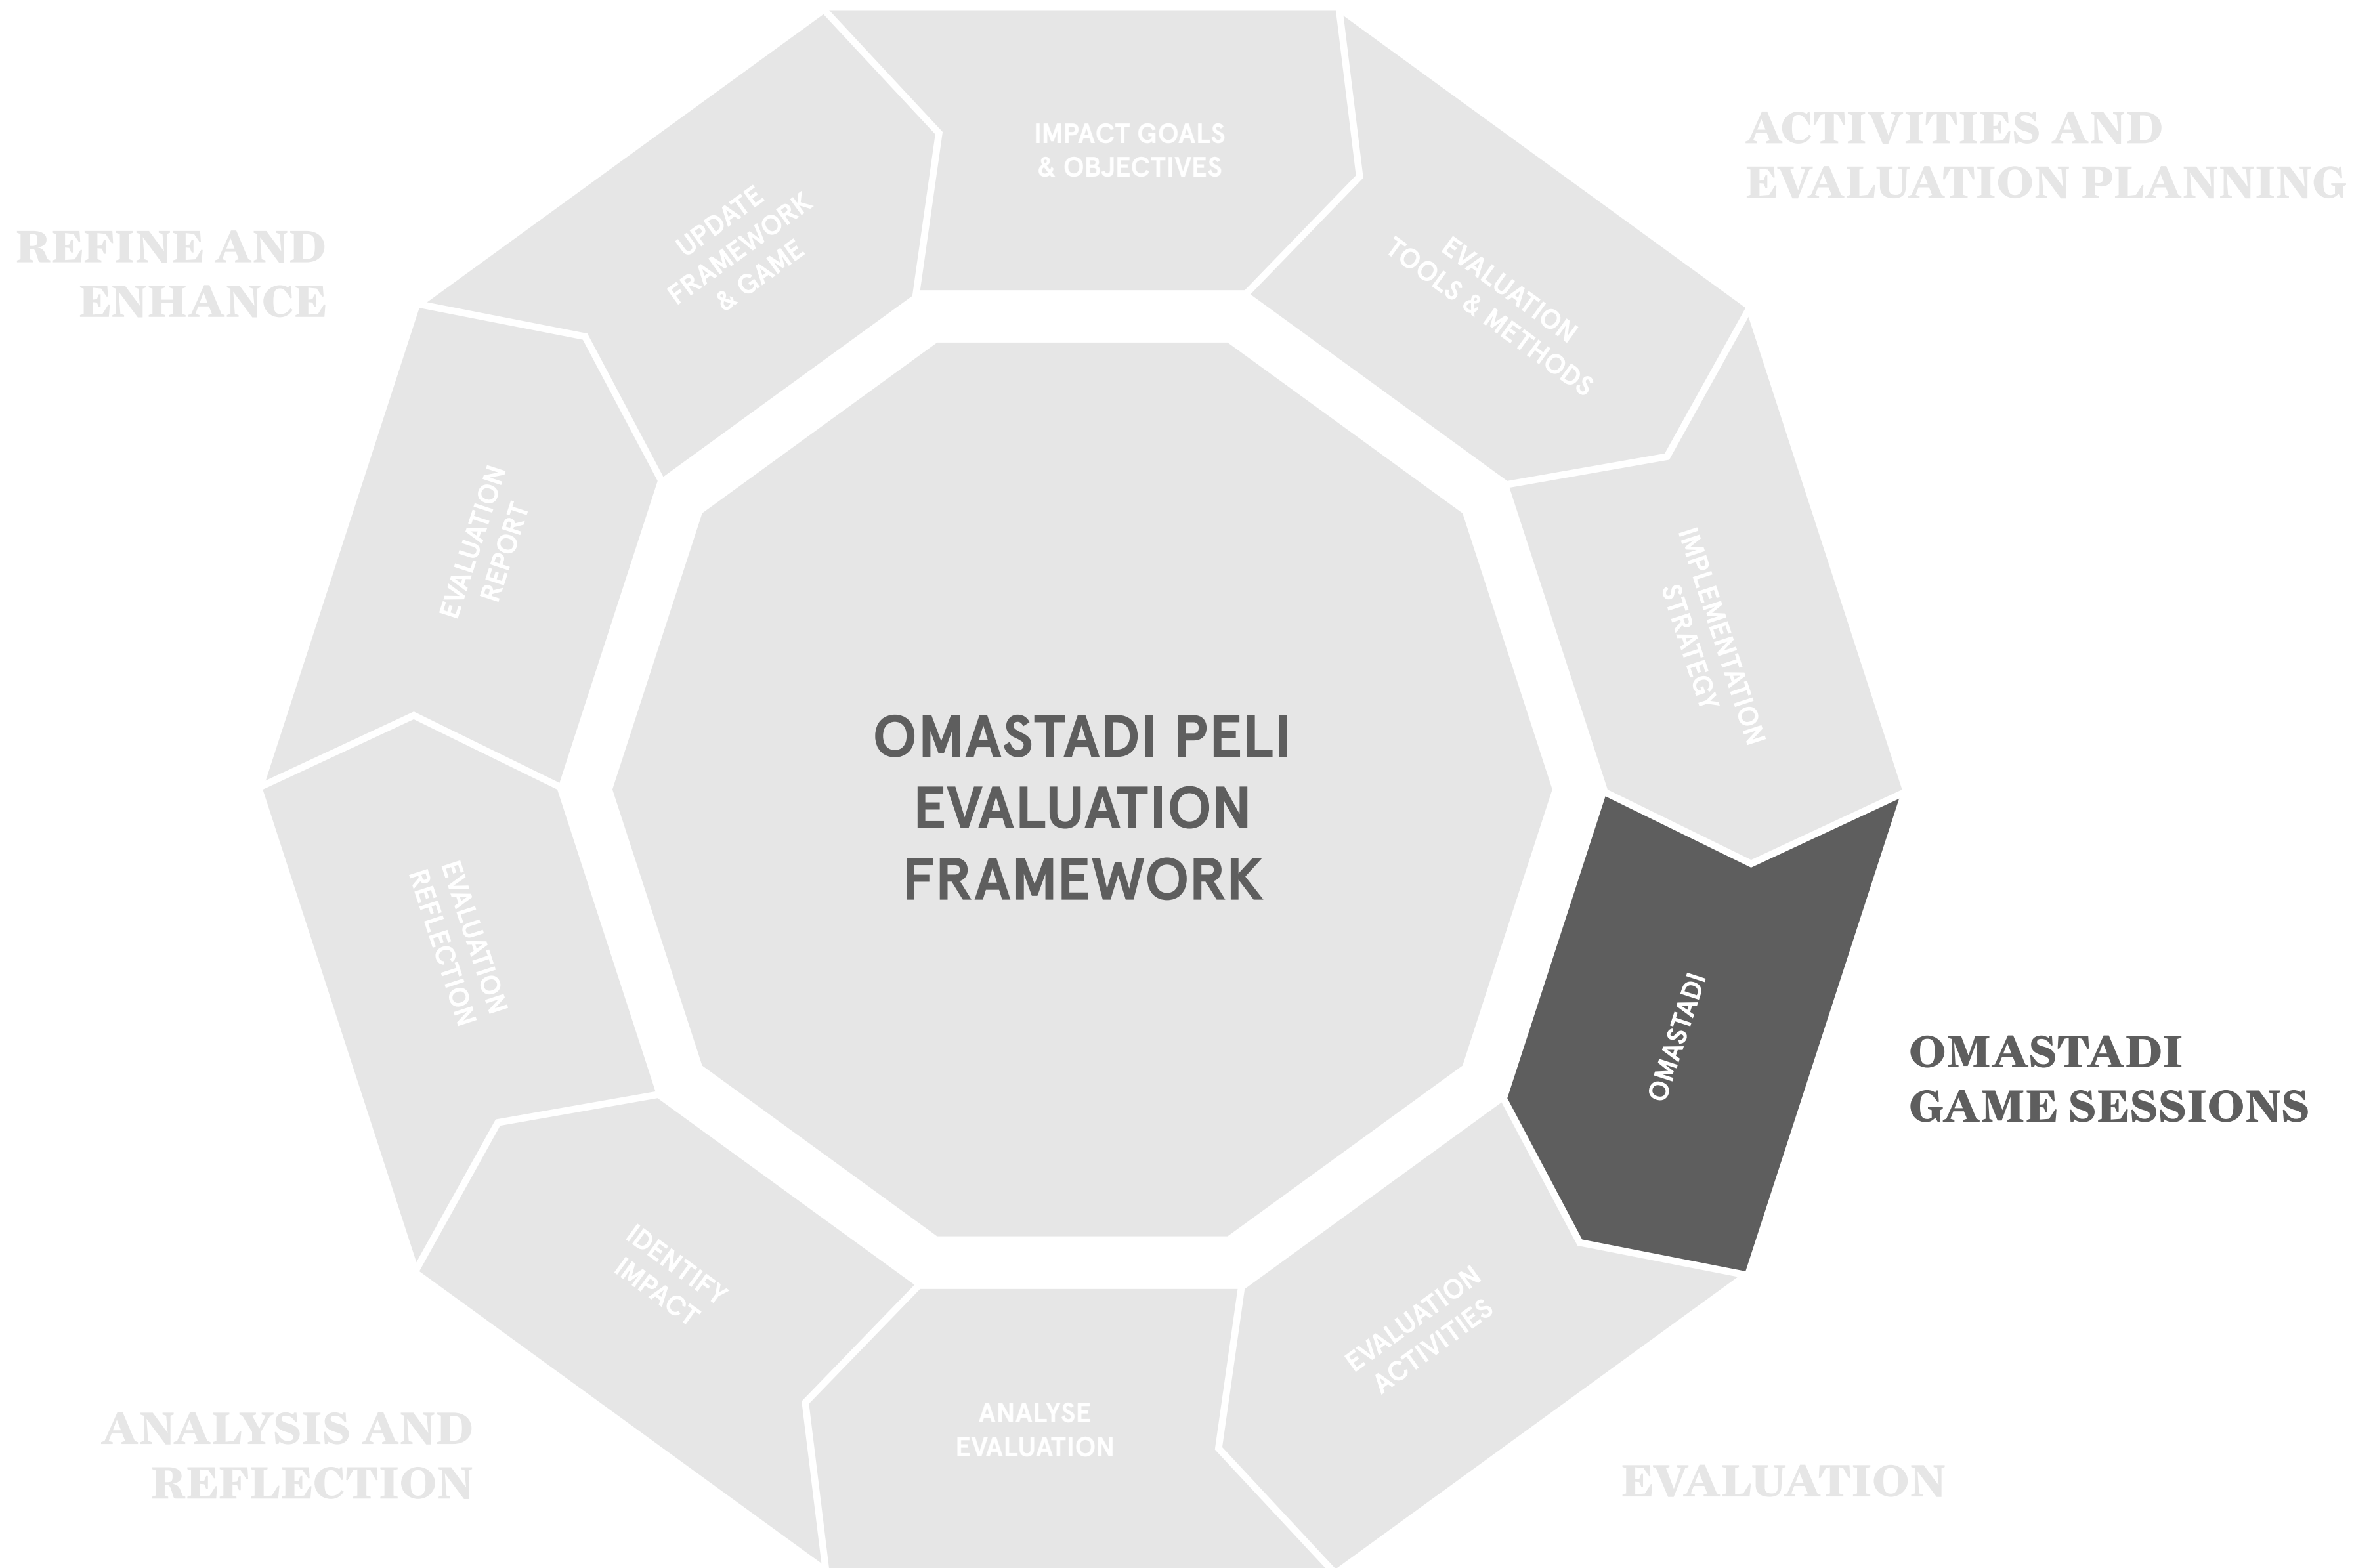 IMPACT GOALS
& OBJECTIVES
ACTIVITIES AND
EVALUATION PLANNING
EVALUATION
TOOLS & METHODS
IMPLEMENTATION
STRATEGY
OMASTADI
OMASTADI
GAME SESSIONS
EVALUATION
ACTIVITIES
EVALUATION
ANALYSE
EVALUATION
IDENTIFY
IMPACT
ANALYSIS AND
REFLECTION
EVALUATION
REFLECTION
EVALUATION
REPORT
UPDATE
FRAMEWORK
& GAME
REFINE AND
ENHANCE
OMASTADI PELI
EVALUATION
FRAMEWORK